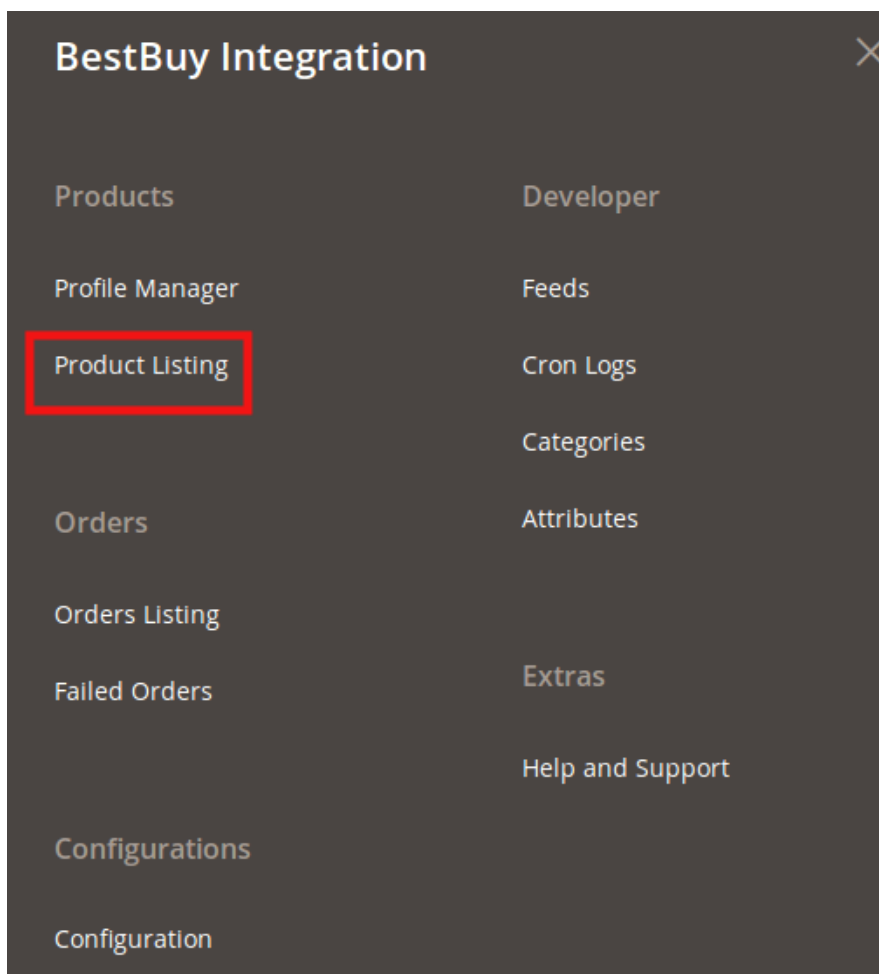 BestBuy Integration
Products
Profile Manager
Product Listing
Orders
Orders Listing
Failed Orders
Configurations
Configuration
Developer
Feeds
Cron Logs
Categories
Attributes
Extras
Help and Support